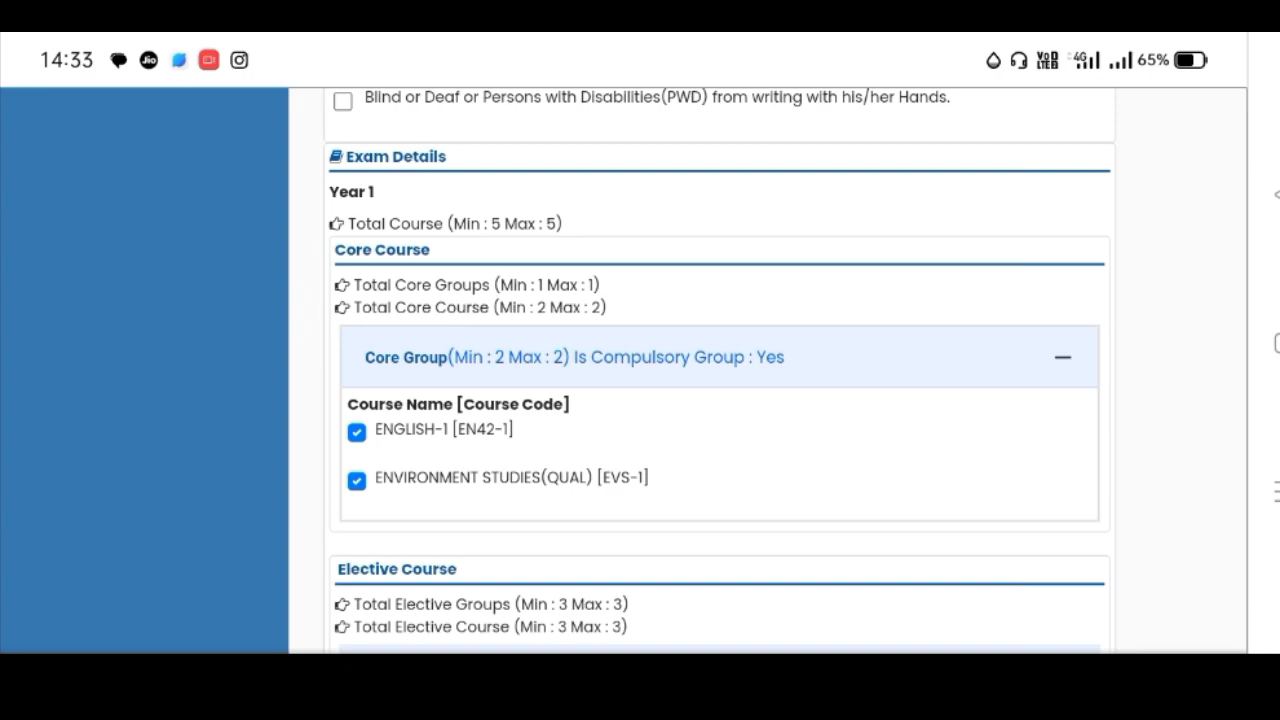 14:33
Jio
VoD LTED 4G 65%
Blind or Deaf or Persons with Disabilities(PWD) from writing with his/her Hands.
Exam Details
Year 1
Total Course (Min : 5 Max : 5)
Core Course
Total Core Groups (Min : 1 Max : 1)
Total Core Course (Min : 2 Max : 2)
Core Group(Min : 2 Max : 2) Is Compulsory Group : Yes
Course Name [Course Code]
ENGLISH-1 [EN42-1]
ENVIRONMENT STUDIES(QUAL) [EVS-1]
Elective Course
Total Elective Groups (Min : 3 Max : 3)
Total Elective Course (Min : 3 Max : 3)